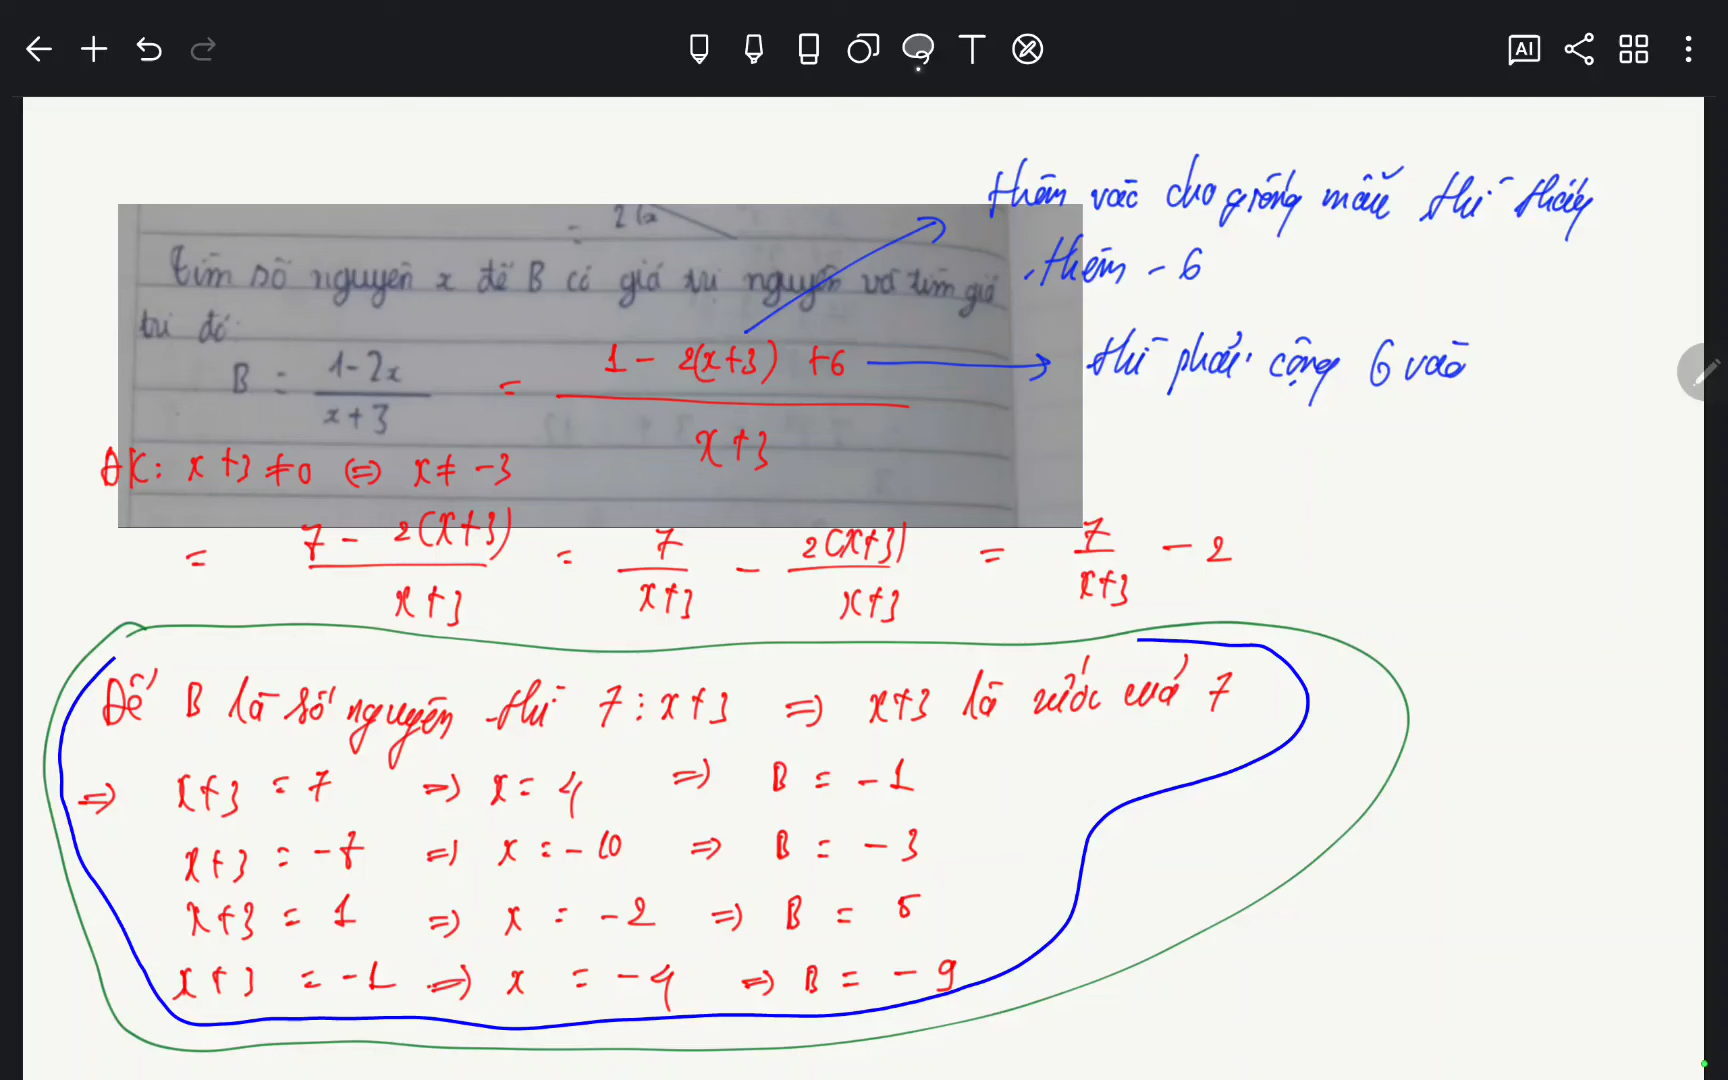 AI
T
thêm vào cho giống mẫu thì thấy
thêm - 6
Tìm số nguyên x để B có giá trị nguyên và tìm giá
trị đó:
B = (1-2x)/(x+3) = (1 - 2(x+3) + 6)/(x+3)
thì phải cộng 6 vào
ĐK: x+3 ≠ 0 ⇔ x ≠ -3
= (7 - 2(x+3))/(x+3) = 7/(x+3) - 2(x+3)/(x+3) = 7/(x+3) - 2
Để B là số nguyên thì 7 ⋮ x+3 ⇒ x+3 là ước của 7
⇒ x+3 = 7 ⇒ x = 4 ⇒ B = -1
x+3 = -7 ⇒ x = -10 ⇒ B = -3
x+3 = 1 ⇒ x = -2 ⇒ B = 5
x+3 = -1 ⇒ x = -4 ⇒ B = -9